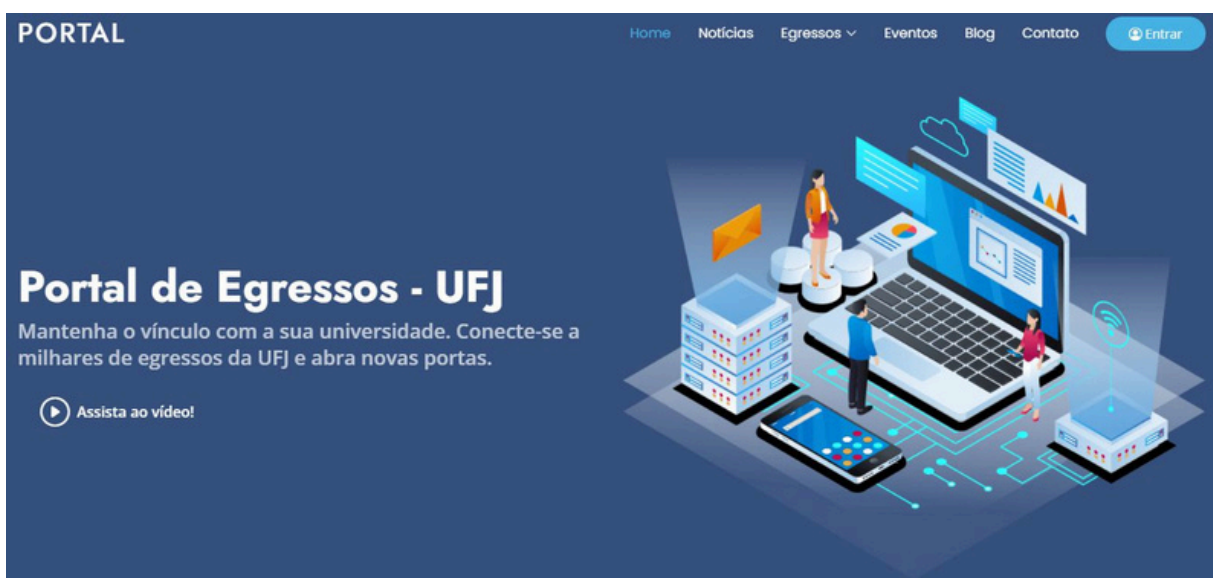 PORTAL
Home Notícias Egressos Eventos Blog Contato Entrar
Portal de Egressos - UFJ
Mantenha o vínculo com a sua universidade. Conecte-se a
milhares de egressos da UFJ e abra novas portas.
Assista ao vídeo!